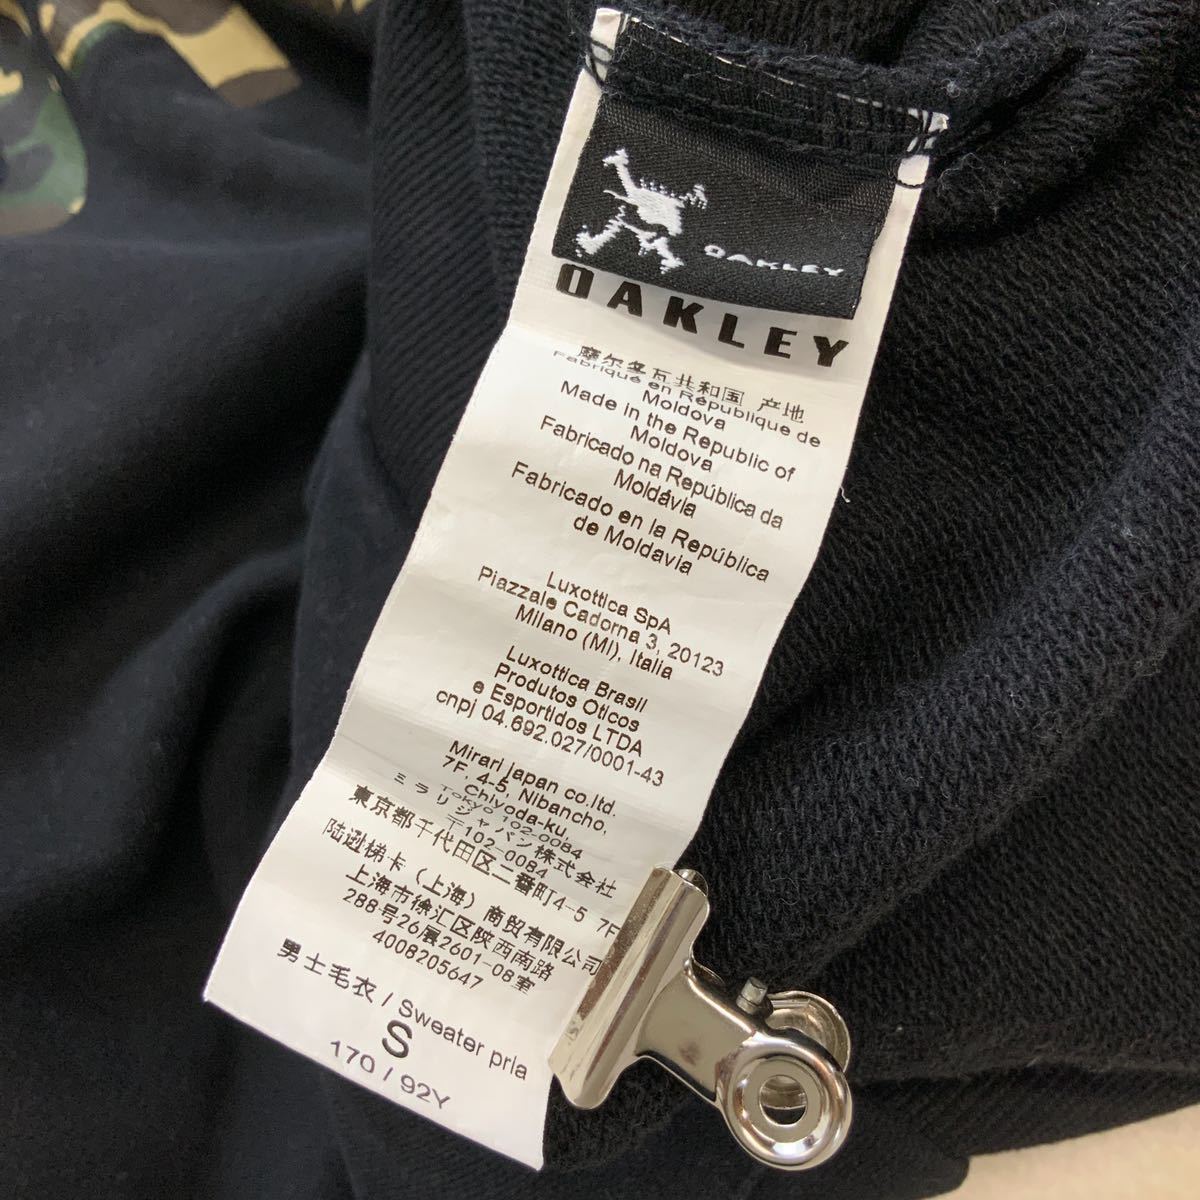 OAKLEY
OAKLEY
摩尔多瓦共和国 产地
Fabriqué en République de
Moldova
Made in the Republic of
Moldova
Fabricado na República da
Moldávia
Fabricado en la República
de Moldavia
Luxottica SpA
Piazzale Cadorna 3, 20123
Milano (MI), Italia
Luxottica Brasil
Produtos Oticos
e Esportidos LTDA
cnpj 04.692.027/0001-43
Mirari japan co.ltd.
7F, 4-5, Nibancho,
Chiyoda-ku,
Tokyo 102-0084
ミラリジャパン株式会社
〒102-0084
東京都千代田区二番町4-5 7F
陆逊梯卡（上海）商贸有限公司
上海市徐汇区陕西南路
288号26层2601-08室
4008205647
男士毛衣 / Sweater prla
S
170 / 92Y